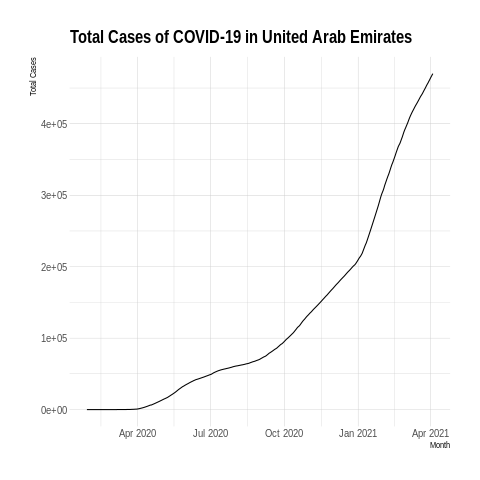 Total Cases of COVID-19 in United Arab Emirates
Total Cases
4e+05
3e+05
2e+05
1e+05
0e+00
Apr 2020 Jul 2020 Oct 2020 Jan 2021 Apr 2021
Month